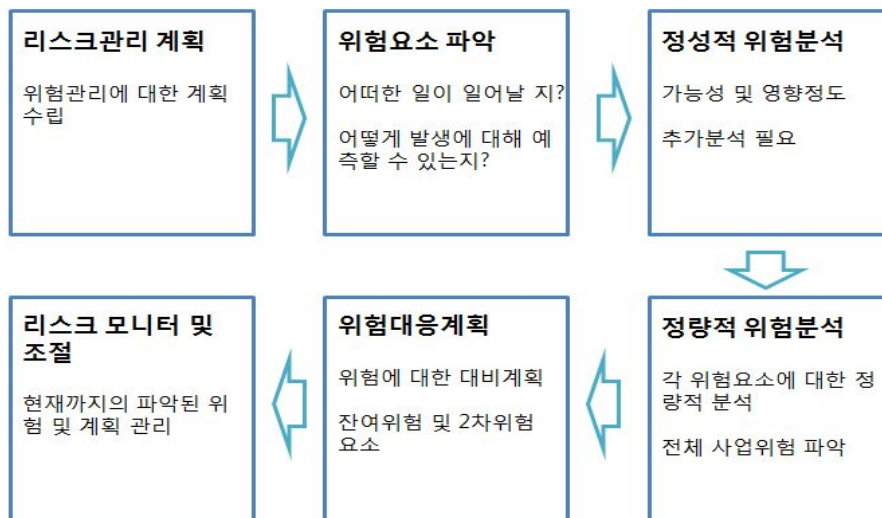 리스크관리 계획
위험관리에 대한 계획
수립
위험요소 파악
어떠한 일이 일어날 지?
어떻게 발생에 대해 예
측할 수 있는지?
정성적 위험분석
가능성 및 영향정도
추가분석 필요
정량적 위험분석
각 위험요소에 대한 정
량적 분석
전체 사업위험 파악
위험대응계획
위험에 대한 대비계획
잔여위험 및 2차위험
요소
리스크 모니터 및
조절
현재까지의 파악된 위
험 및 계획 관리